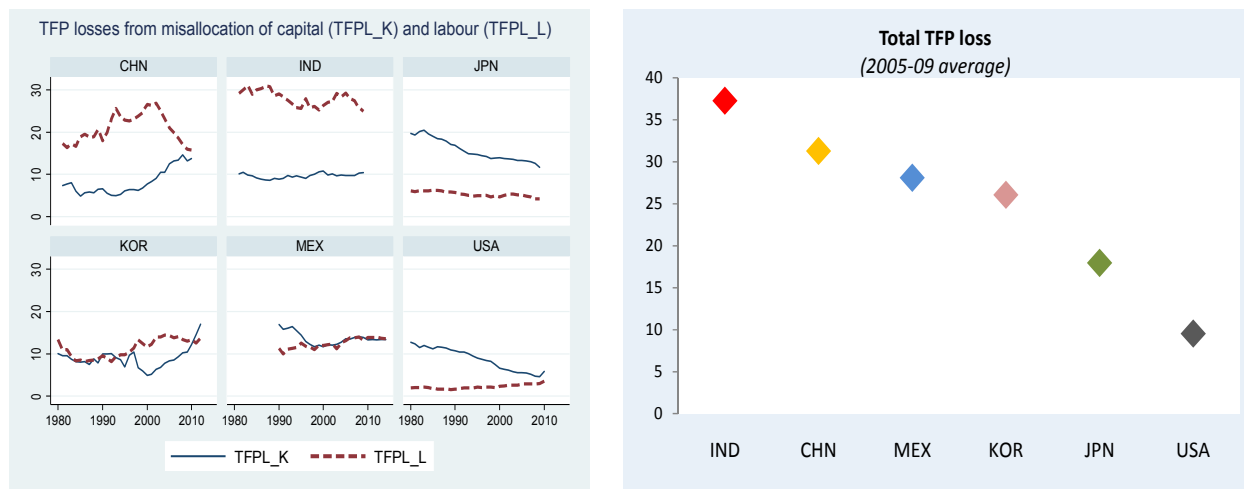 TFP losses from misallocation of capital (TFPL_K) and labour (TFPL_L)
CHN IND JPN
30
20
10
0
KOR MEX USA
30
20
10
0
1980 1990 2000 2010 1980 1990 2000 2010 1980 1990 2000 2010
TFPL_K TFPL_L
Total TFP loss
(2005-09 average)
40
35
30
25
20
15
10
5
0
IND CHN MEX KOR JPN USA